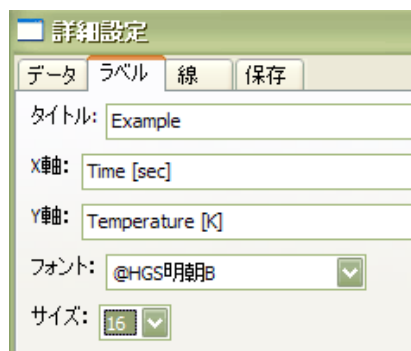 詳細設定
データ ラベル 線 保存
タイトル: Example
X軸: Time [sec]
Y軸: Temperature [K]
フォント: @HGS明朝B
サイズ: 16